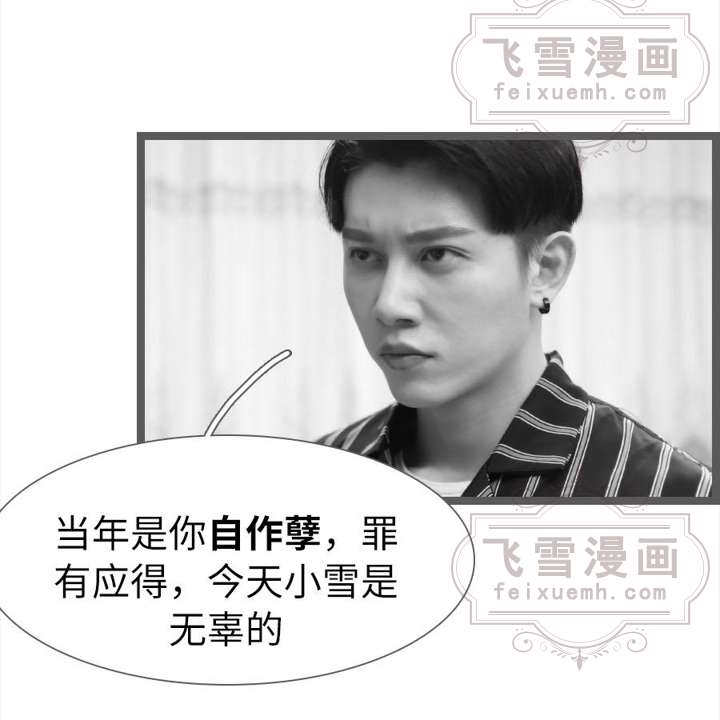 飞雪漫画
feixuemh.com
当年是你自作孽，罪
有应得，今天小雪是
无辜的
飞雪漫画
feixuemh.com